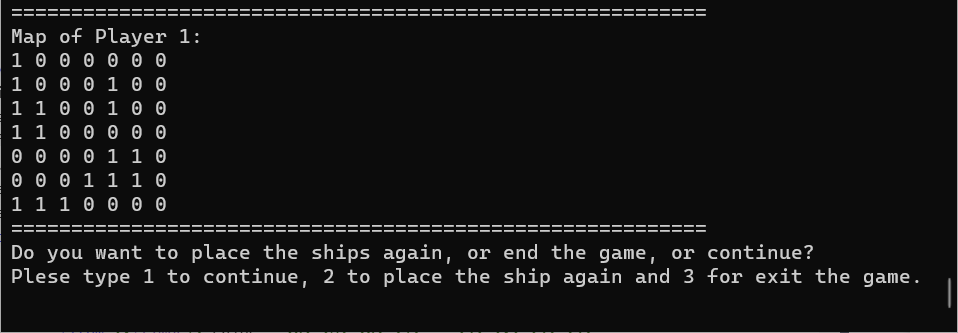 ==========================================================
Map of Player 1:
1 0 0 0 0 0 0
1 0 0 0 1 0 0
1 1 0 0 1 0 0
1 1 0 0 0 0 0
0 0 0 0 1 1 0
0 0 0 1 1 1 0
1 1 1 0 0 0 0
==========================================================
Do you want to place the ships again, or end the game, or continue?
Plese type 1 to continue, 2 to place the ship again and 3 for exit the game.